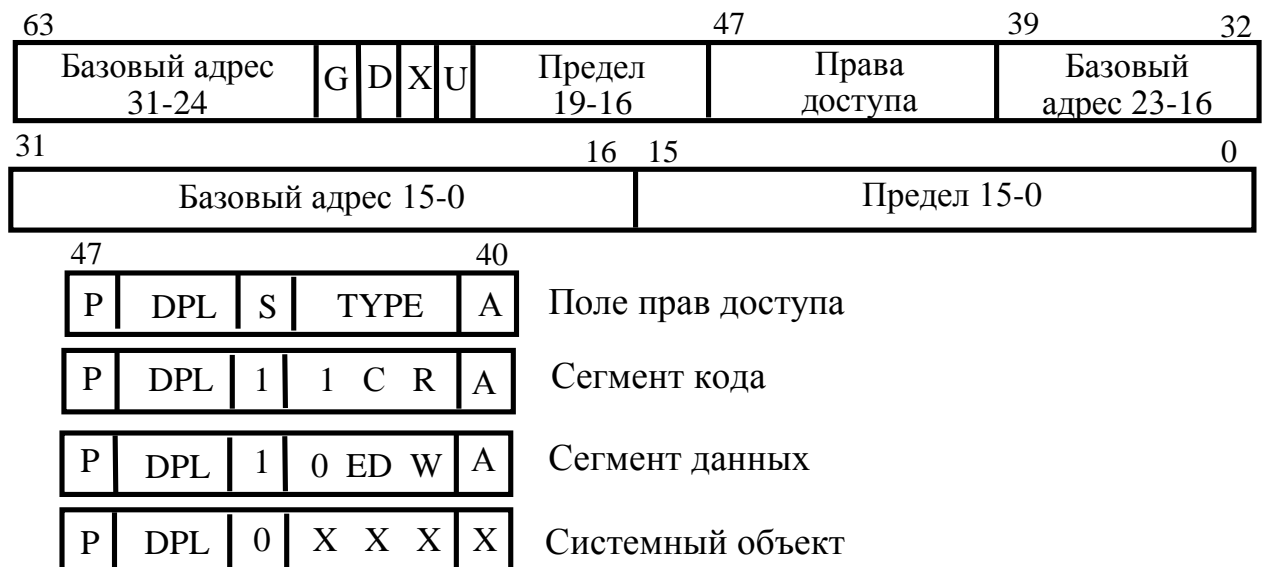 63 47 39 32
Базовый адрес 31-24 G D X U Предел 19-16 Права доступа Базовый адрес 23-16
31 16 15 0
Базовый адрес 15-0 Предел 15-0
47 40
P DPL S TYPE A Поле прав доступа
P DPL 1 1 C R A Сегмент кода
P DPL 1 0 ED W A Сегмент данных
P DPL 0 X X X X Системный объект